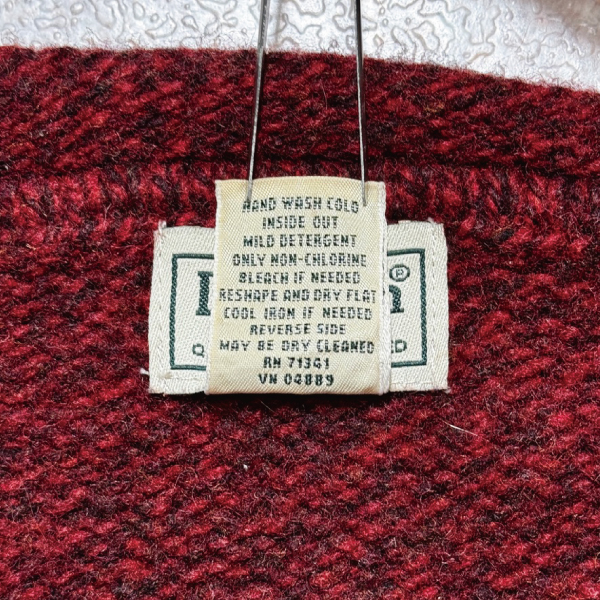 HAND WASH COLD
INSIDE OUT
MILD DETERGENT
ONLY NON-CHLORINE
BLEACH IF NEEDED
RESHAPE AND DRY FLAT
COOL IRON IF NEEDED
REVERSE SIDE
MAY BE DRY CLEANED
RN 71341
VN 04889
®